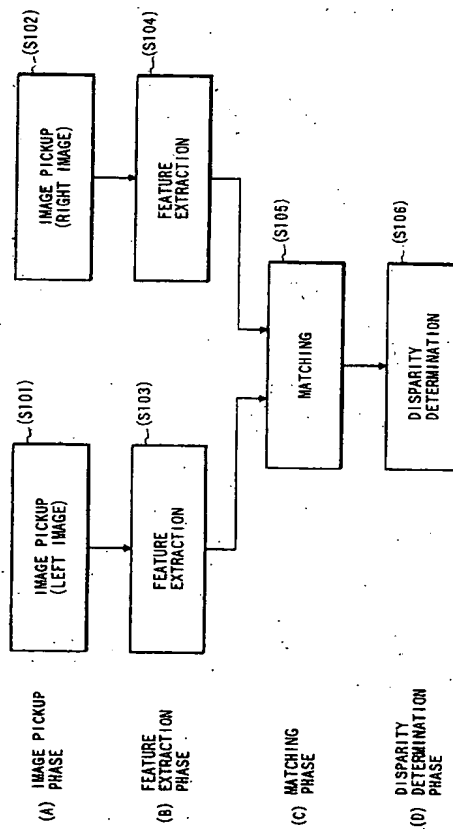 (A) IMAGE PICKUP
PHASE
IMAGE PICKUP
(LEFT IMAGE)
(S101)
IMAGE PICKUP
(RIGHT IMAGE)
(S102)
(B) FEATURE
EXTRACTION
PHASE
FEATURE
EXTRACTION
(S103)
FEATURE
EXTRACTION
(S104)
(C) MATCHING
PHASE
MATCHING
(S105)
(D) DISPARITY
DETERMINATION
PHASE
DISPARITY
DETERMINATION
(S106)